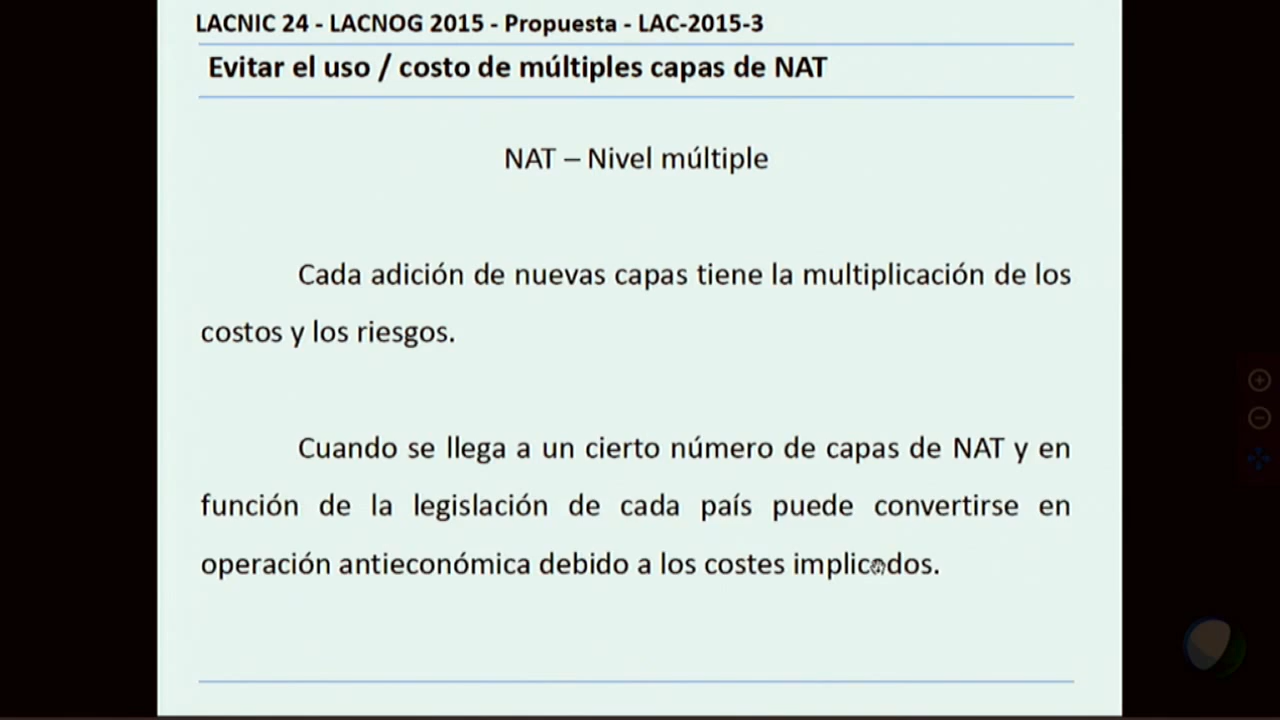 LACNIC 24 - LACNOG 2015 - Propuesta - LAC-2015-3
Evitar el uso / costo de múltiples capas de NAT
NAT – Nivel múltiple
Cada adición de nuevas capas tiene la multiplicación de los
costos y los riesgos.
Cuando se llega a un cierto número de capas de NAT y en
función de la legislación de cada país puede convertirse en
operación antieconómica debido a los costes implicados.